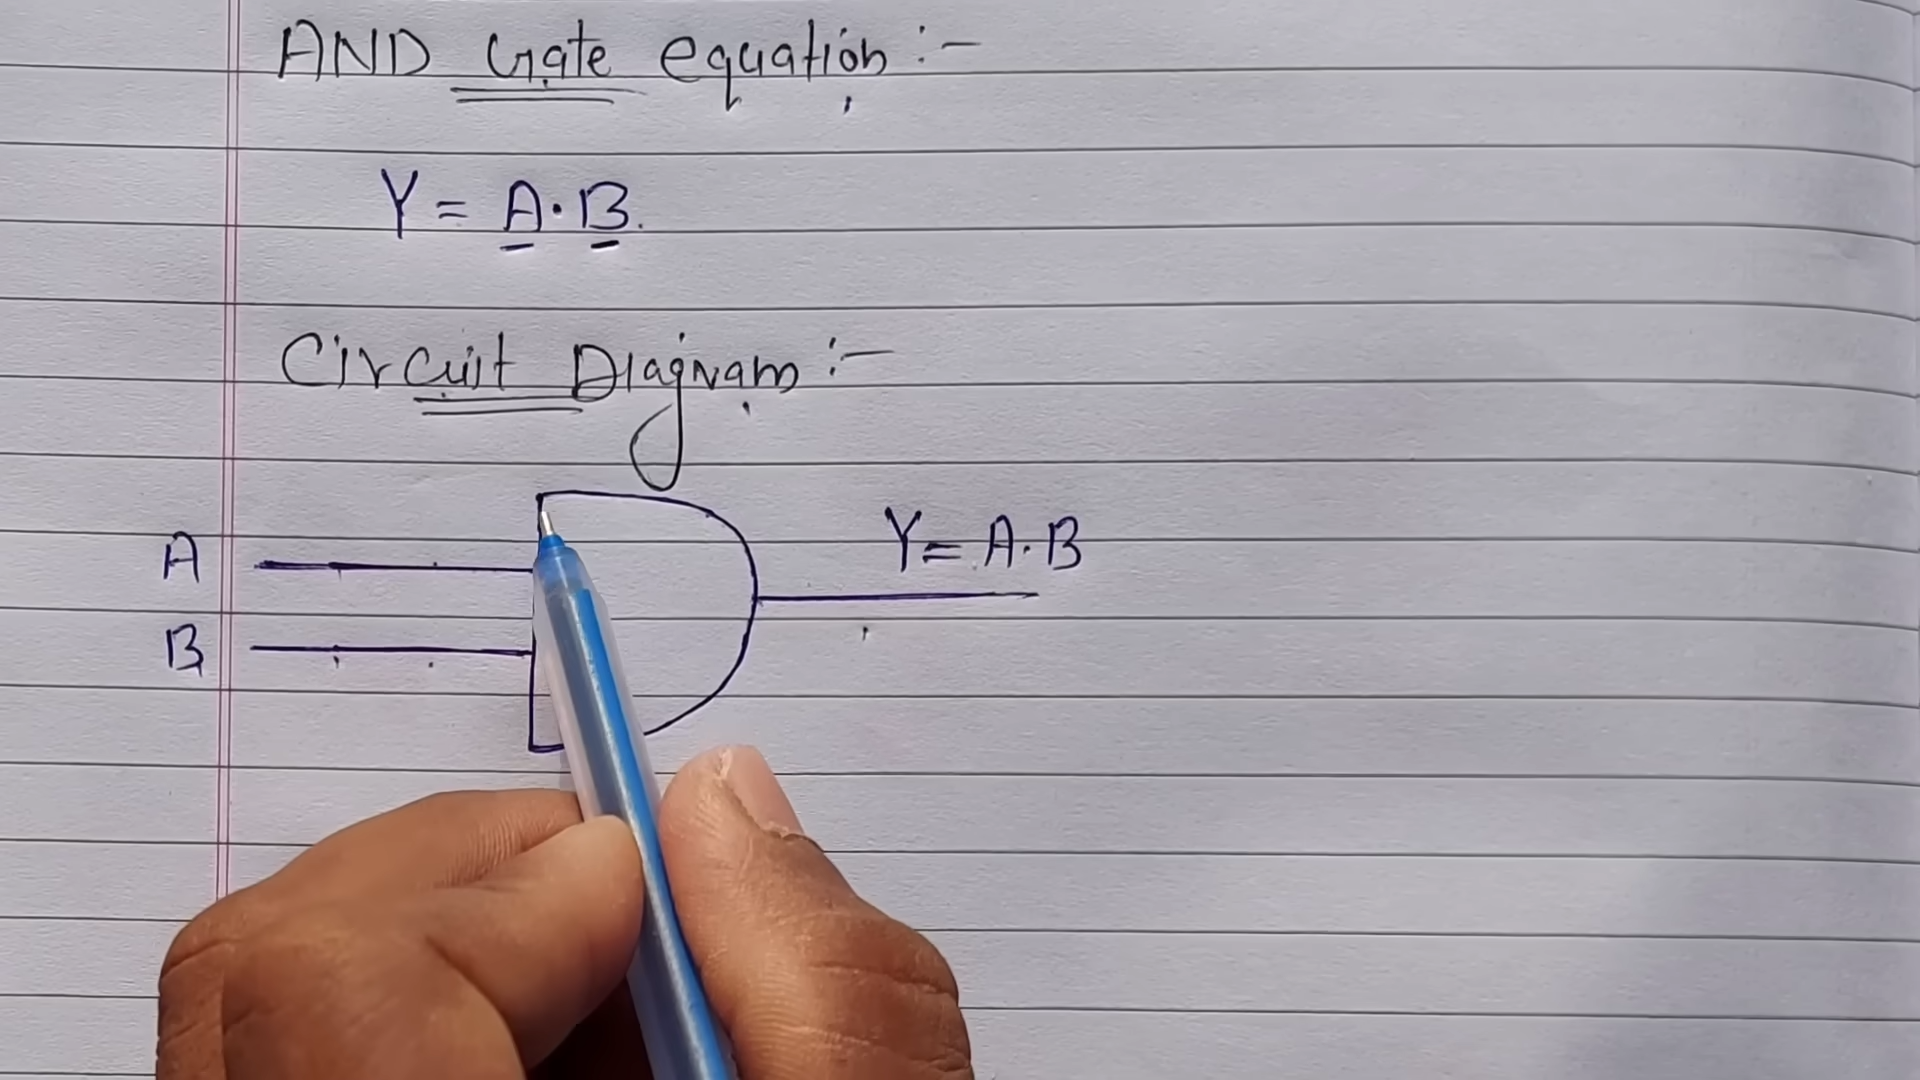 AND Gate equation :-
Y = A.B.
Circuit Diagram :-
A
B
Y = A.B